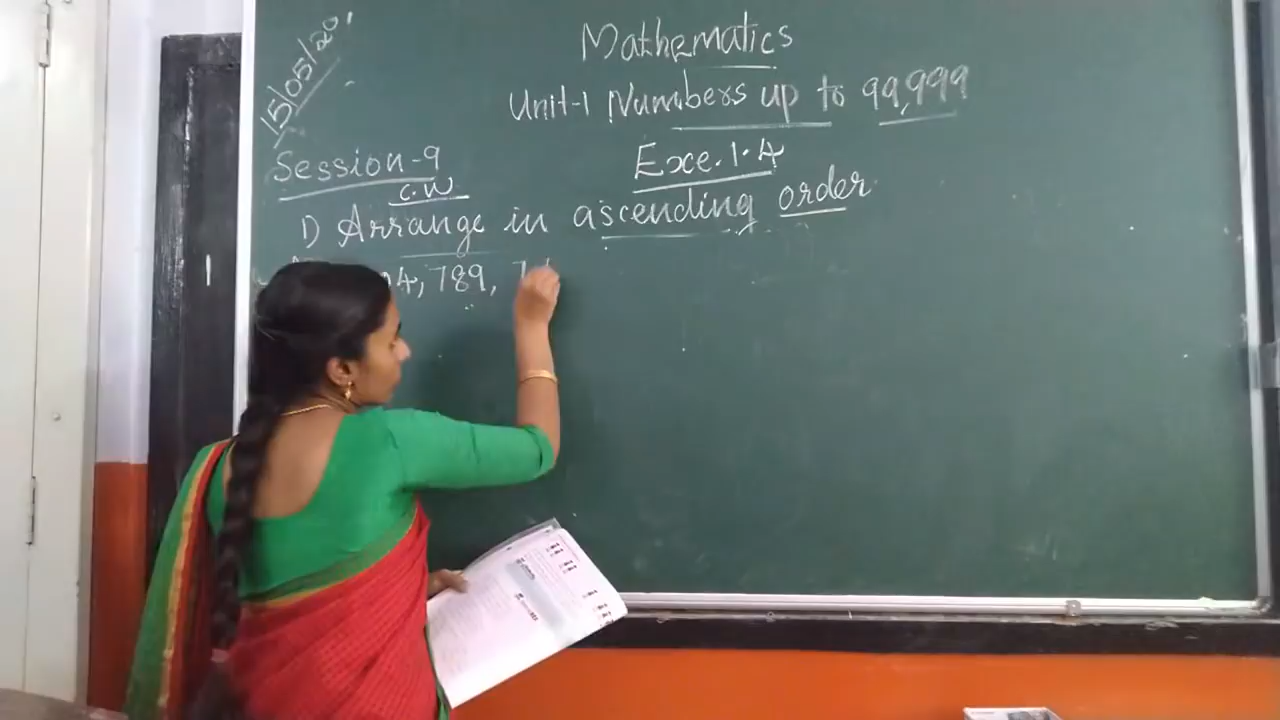 15/05/20
Mathematics
Unit-1 Numbers up to 99,999
Session-9
Exe.1.4
C.W
1) Arrange in ascending order
4, 789,